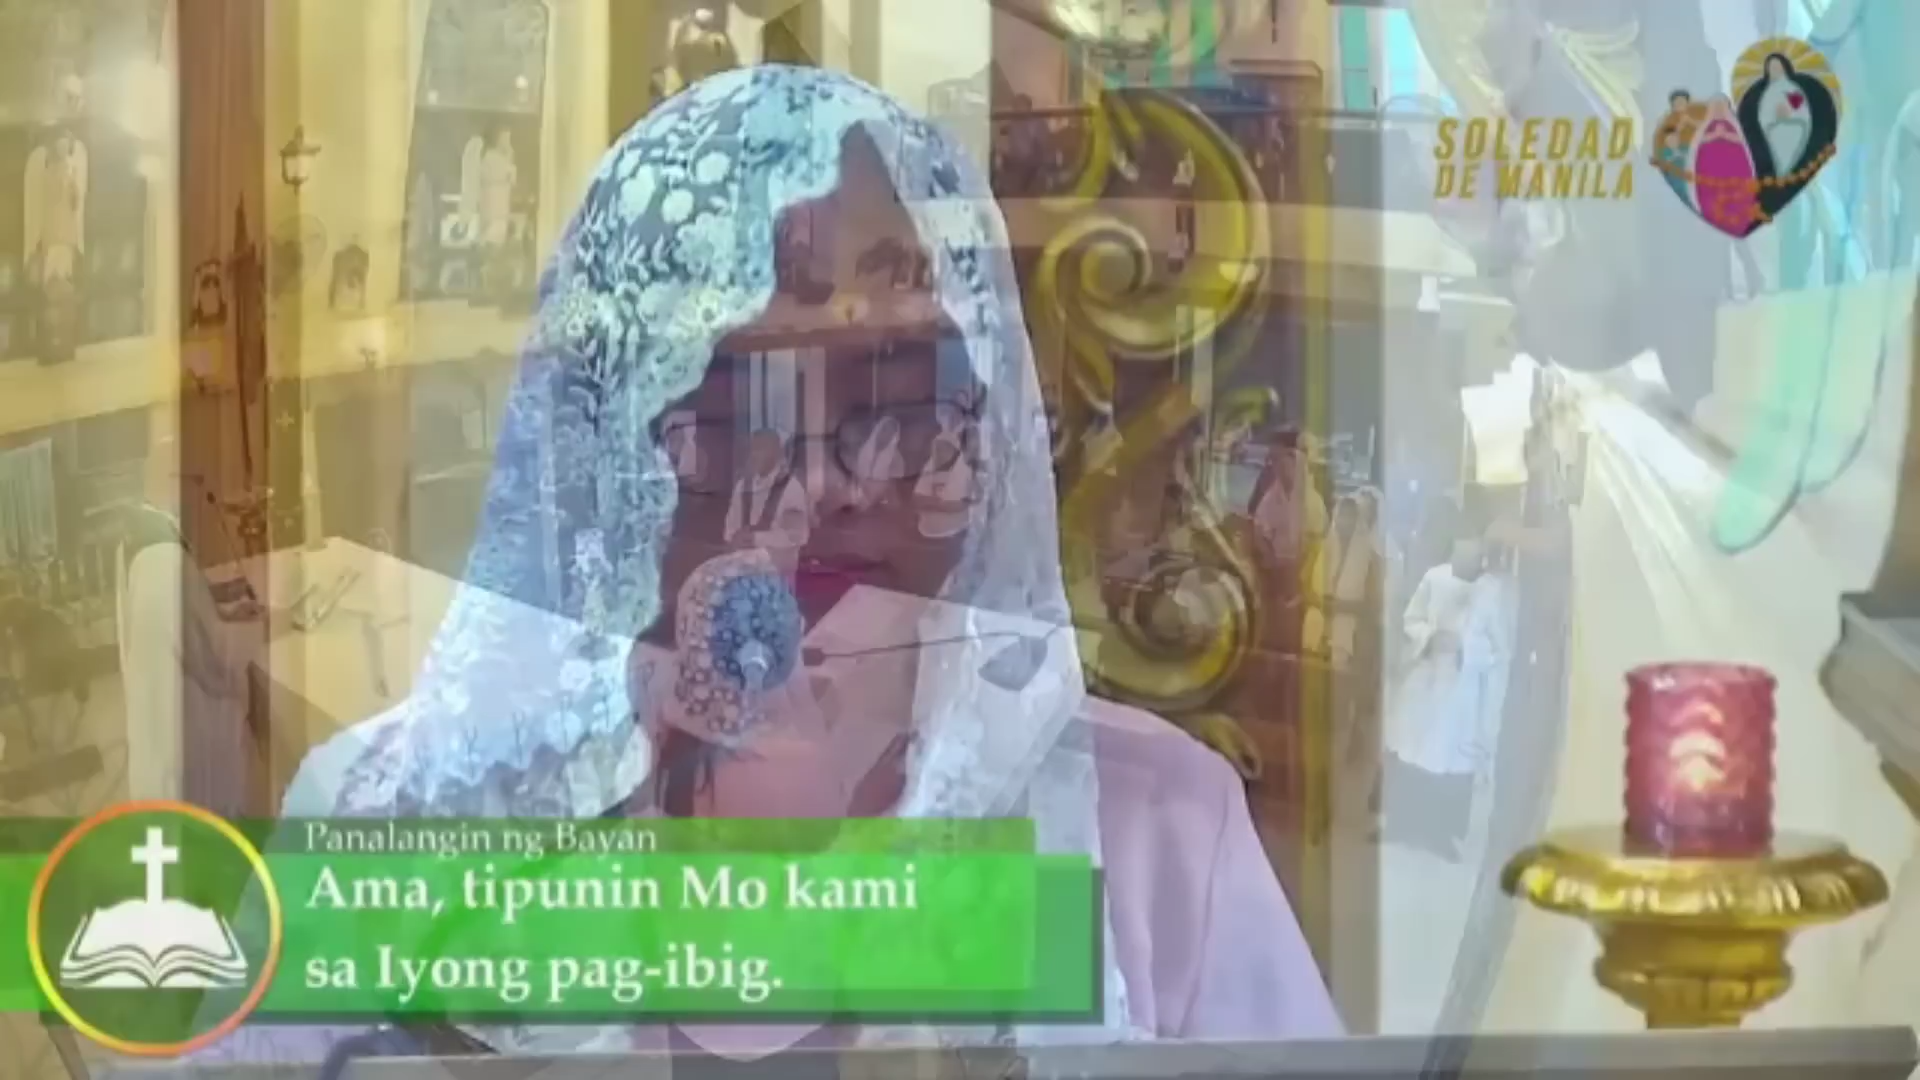 SOLEDAD
DE MANILA
Panalangin ng Bayan
Ama, tipunin Mo kami
sa Iyong pag-ibig.